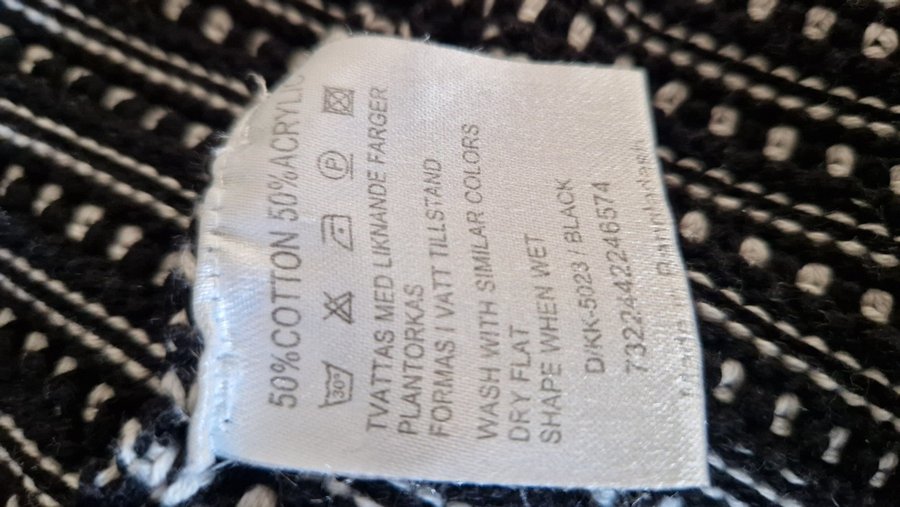 50%COTTON 50%ACRYLIC
30°
P
TVATTAS MED LIKNANDE FARGER
PLANTORKAS
FORMAS I VATT TILLSTAND
WASH WITH SIMILAR COLORS
DRY FLAT
SHAPE WHEN WET
D/KK-5023 / BLACK
7322442246574